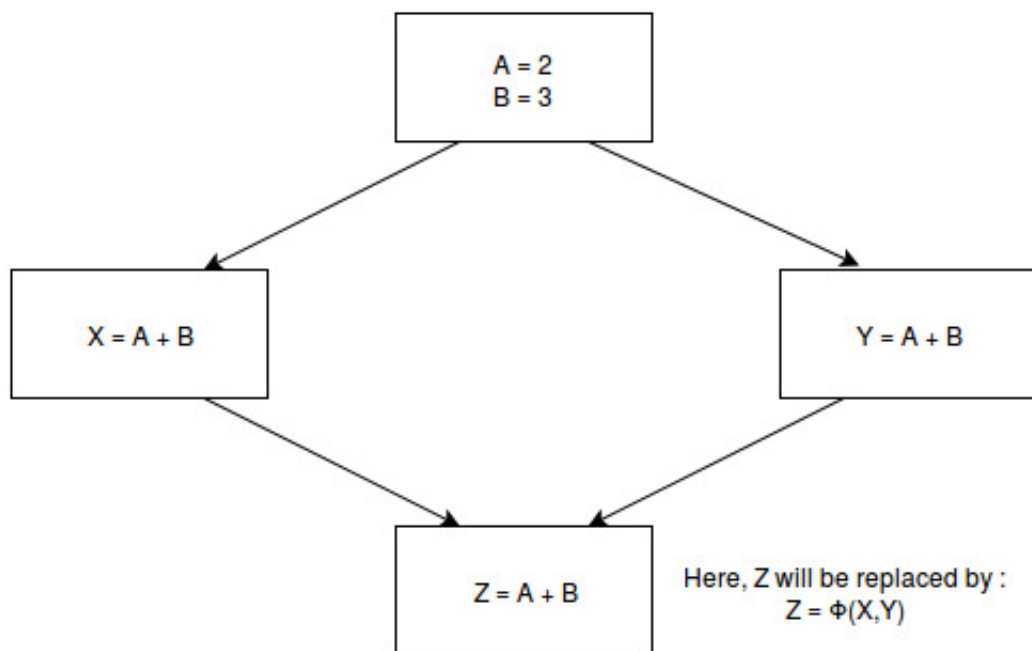 A = 2
B = 3
X = A + B
Y = A + B
Z = A + B
Here, Z will be replaced by :
Z = Φ(X,Y)